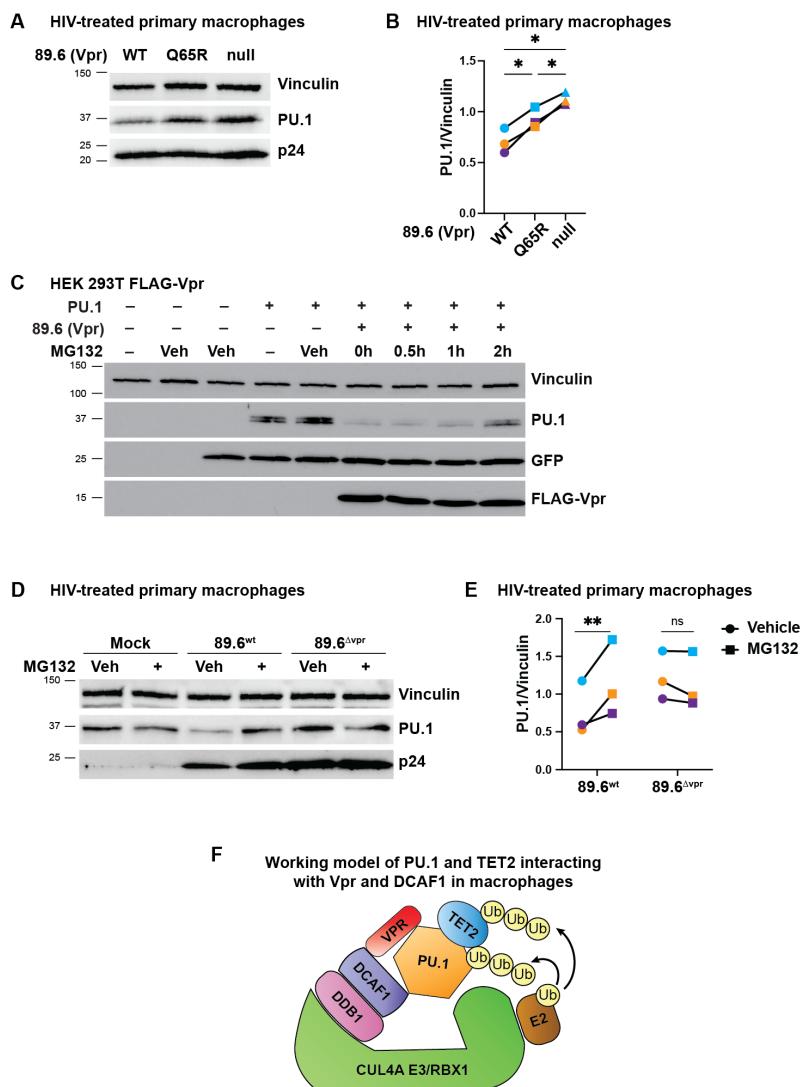 A HIV-treated primary macrophages
89.6 (Vpr) WT Q65R null
150
Vinculin
37
PU.1
25
20
p24
B HIV-treated primary macrophages
*
* *
1.5
1.0
0.5
0.0
PU.1/Vinculin
89.6 (Vpr) WT Q65R null
C HEK 293T FLAG-Vpr
PU.1 – – – + + + + + +
89.6 (Vpr) – – – – – + + + +
MG132 – Veh Veh – Veh 0h 0.5h 1h 2h
150
100
Vinculin
37
PU.1
25
GFP
15
FLAG-Vpr
D HIV-treated primary macrophages
Mock 89.6wt 89.6Δvpr
MG132 Veh + Veh + Veh +
150
Vinculin
37
PU.1
25
p24
E HIV-treated primary macrophages
2.0
1.5
1.0
0.5
0.0
PU.1/Vinculin
** ns
Vehicle
MG132
89.6wt 89.6Δvpr
F Working model of PU.1 and TET2 interacting
with Vpr and DCAF1 in macrophages
VPR
TET2
Ub Ub Ub
PU.1
Ub Ub Ub
DCAF1
DDB1
Ub
E2
CUL4A E3/RBX1